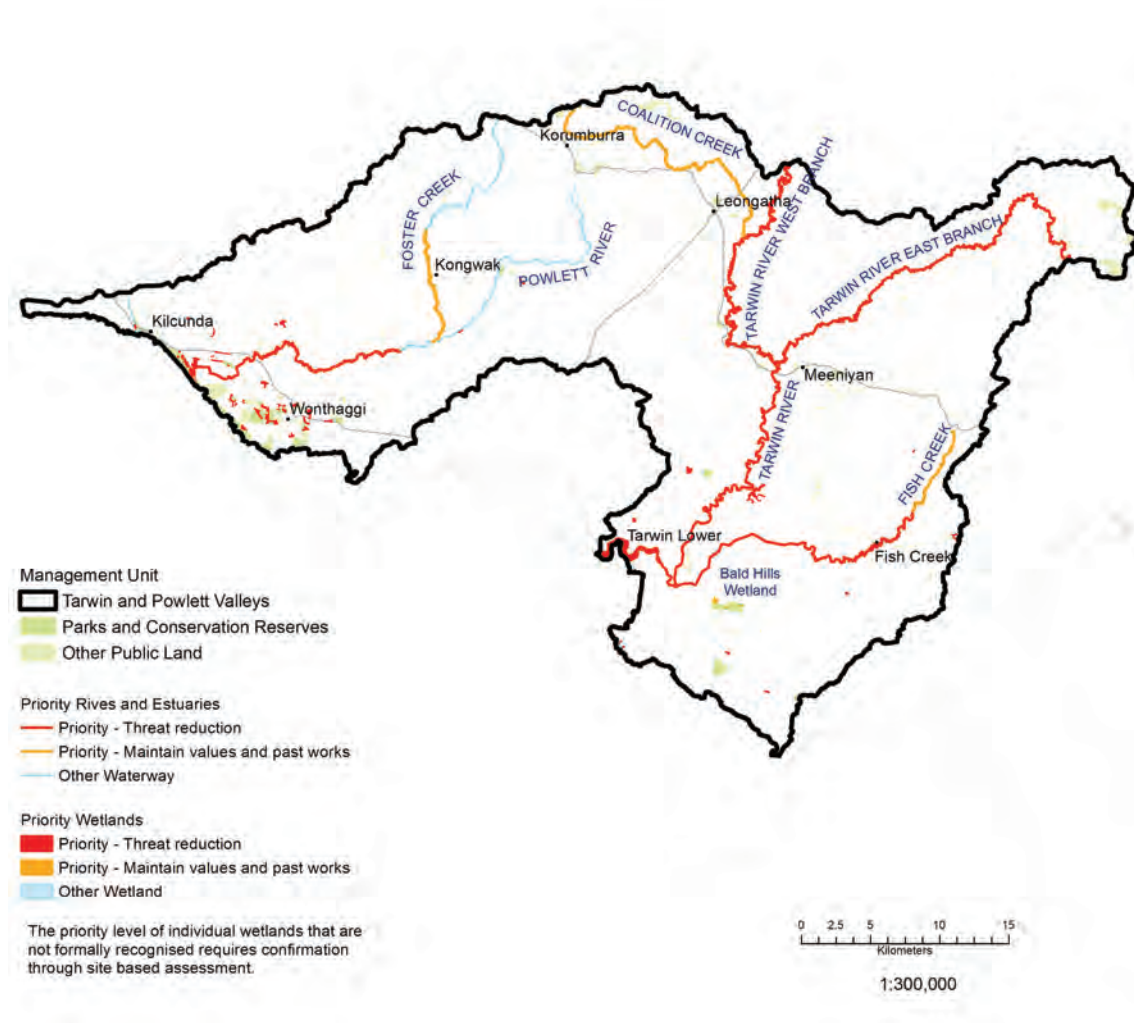 COALITION CREEK
Korumburra
TARWIN RIVER WEST BRANCH
Leongatha
FOSTER CREEK
TARWIN RIVER EAST BRANCH
Kongwak
POWLETT RIVER
Kilcunda
Meeniyan
Wonthaggi
TARWIN RIVER
FISH CREEK
Tarwin Lower
Fish Creek
Bald Hills
Wetland
Management Unit
Tarwin and Powlett Valleys
Parks and Conservation Reserves
Other Public Land
Priority Rives and Estuaries
Priority - Threat reduction
Priority - Maintain values and past works
Other Waterway
Priority Wetlands
Priority - Threat reduction
Priority - Maintain values and past works
Other Wetland
The priority level of individual wetlands that are
not formally recognised requires confirmation
through site based assessment.
0 2.5 5 10 15
Kilometers
1:300,000